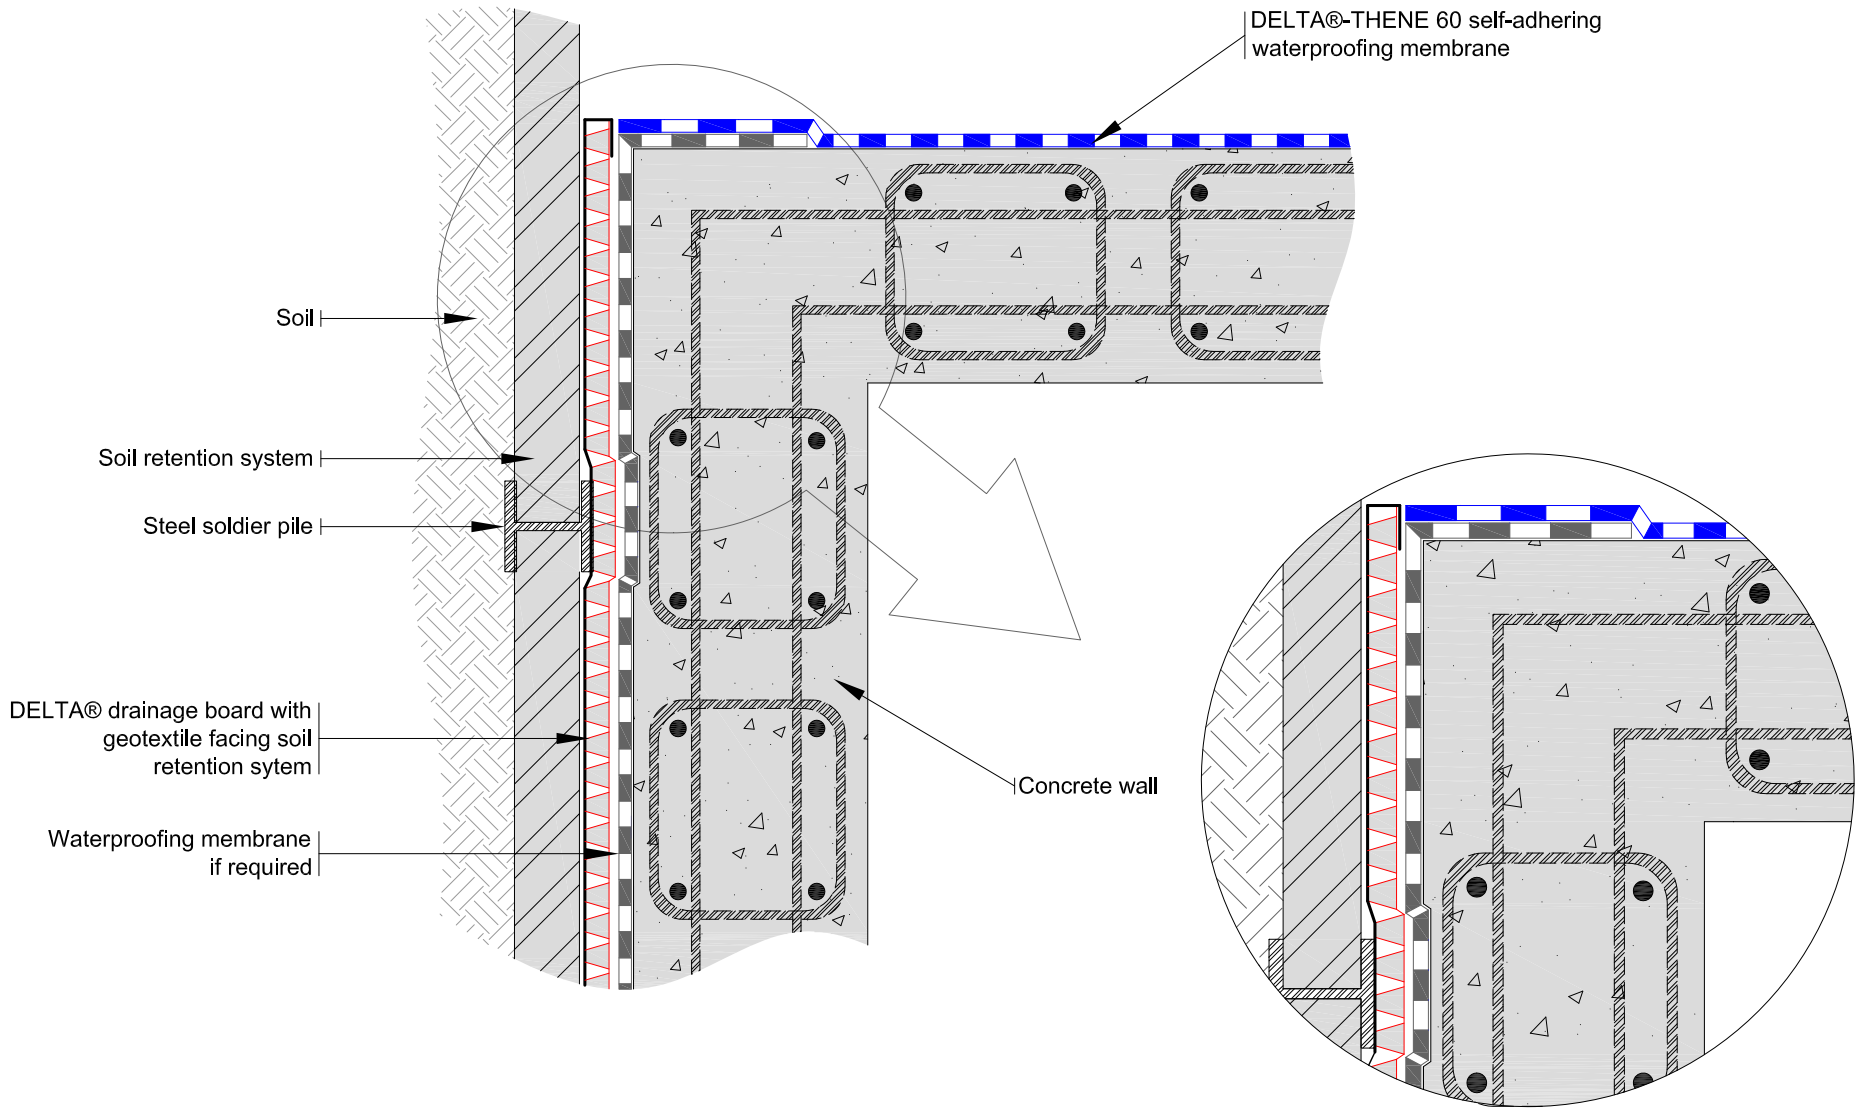 DELTA®-THENE 60 self-adhering
waterproofing membrane
Soil
Soil retention system
Steel soldier pile
DELTA® drainage board with
geotextile facing soil
retention sytem
Concrete wall
Waterproofing membrane
if required